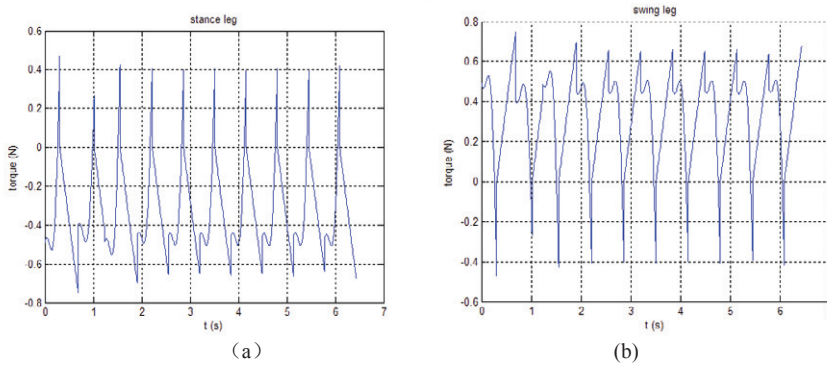 stance leg
torque (N)
0.6
0.4
0.2
0
-0.2
-0.4
-0.6
-0.8
0 1 2 3 4 5 6 7
t (s)
（a）
swing leg
torque (N)
0.8
0.6
0.4
0.2
0
-0.2
-0.4
-0.6
0 1 2 3 4 5 6
t (s)
(b)